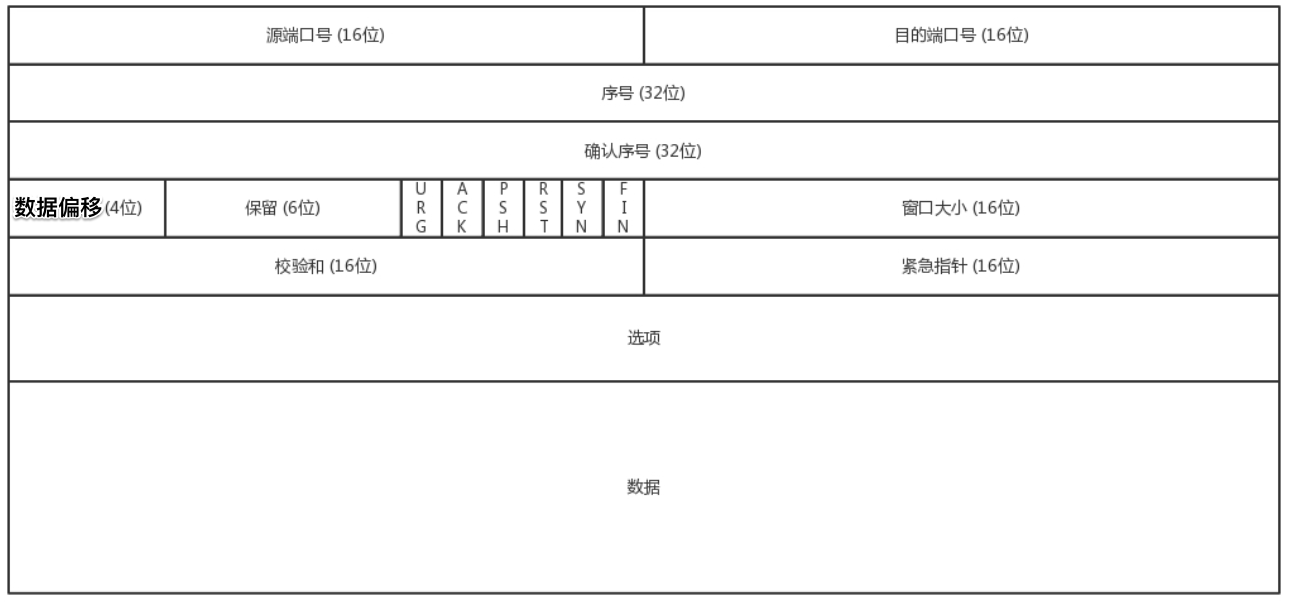 源端口号 (16位) 目的端口号 (16位)
序号 (32位)
确认序号 (32位)
数据偏移(4位) 保留 (6位) URG ACK PSH RST SYN FIN 窗口大小 (16位)
校验和 (16位) 紧急指针 (16位)
选项
数据